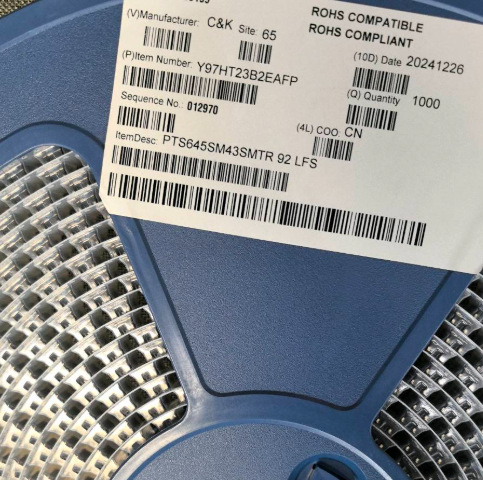 ROHS COMPATIBLE
ROHS COMPLIANT
(V)Manufacturer: C&K Site: 65
(10D) Date 20241226
(P)Item Number: Y97HT23B2EAFP
(Q) Quantity 1000
Sequence No.: 012970
(4L) COO: CN
ItemDesc: PTS645SM43SMTR 92 LFS